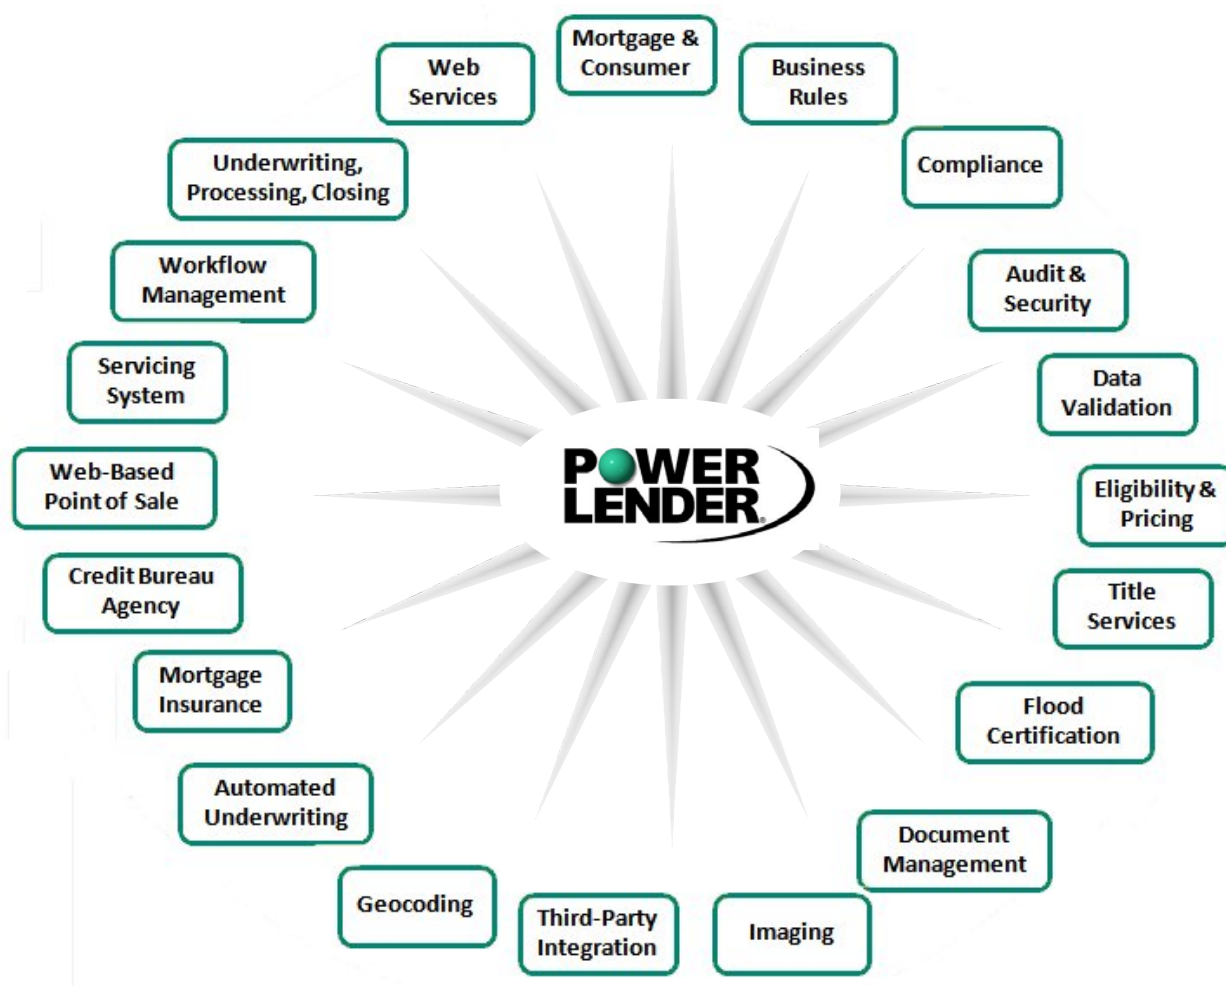 Mortgage &
Consumer
Business
Rules
Compliance
Audit &
Security
Data
Validation
Eligibility &
Pricing
Title
Services
Flood
Certification
Document
Management
Imaging
Third-Party
Integration
Geocoding
Automated
Underwriting
Mortgage
Insurance
Credit Bureau
Agency
Web-Based
Point of Sale
Servicing
System
Workflow
Management
Underwriting,
Processing, Closing
Web
Services
POWER
LENDER®